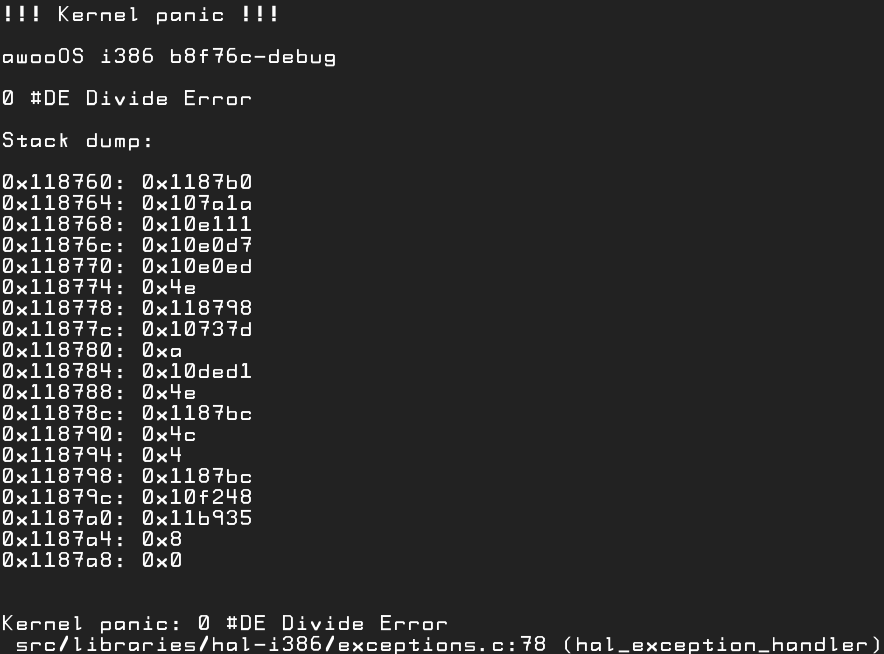 !!! Kernel panic !!!
awooOS i386 b8f76c-debug
0 #DE Divide Error
Stack dump:
0x118760: 0x1187b0
0x118764: 0x107a1a
0x118768: 0x10e111
0x11876c: 0x10e0d7
0x118770: 0x10e0ed
0x118774: 0x4e
0x118778: 0x118798
0x11877c: 0x10737d
0x118780: 0xa
0x118784: 0x10ded1
0x118788: 0x4e
0x11878c: 0x1187bc
0x118790: 0x4c
0x118794: 0x4
0x118798: 0x1187bc
0x11879c: 0x10f248
0x1187a0: 0x11b935
0x1187a4: 0x8
0x1187a8: 0x0
Kernel panic: 0 #DE Divide Error
src/libraries/hal-i386/exceptions.c:78 (hal_exception_handler)